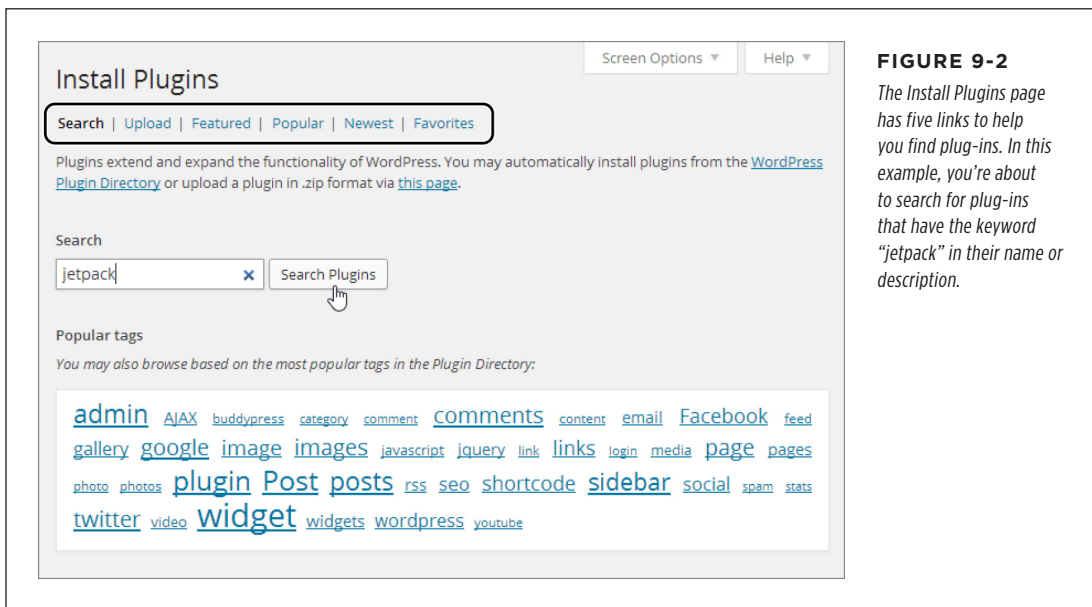 Screen Options ▼ Help ▼
Install Plugins
Search | Upload | Featured | Popular | Newest | Favorites
Plugins extend and expand the functionality of WordPress. You may automatically install plugins from the WordPress
Plugin Directory or upload a plugin in .zip format via this page.
Search
jetpack × Search Plugins
Popular tags
You may also browse based on the most popular tags in the Plugin Directory:
admin AJAX buddypress category comment comments content email Facebook feed
gallery google image images javascript jquery link links login media page pages
photo photos plugin Post posts rss seo shortcode sidebar social spam stats
twitter video widget widgets wordpress youtube
FIGURE 9-2
The Install Plugins page
has five links to help
you find plug-ins. In this
example, you’re about
to search for plug-ins
that have the keyword
“jetpack” in their name or
description.